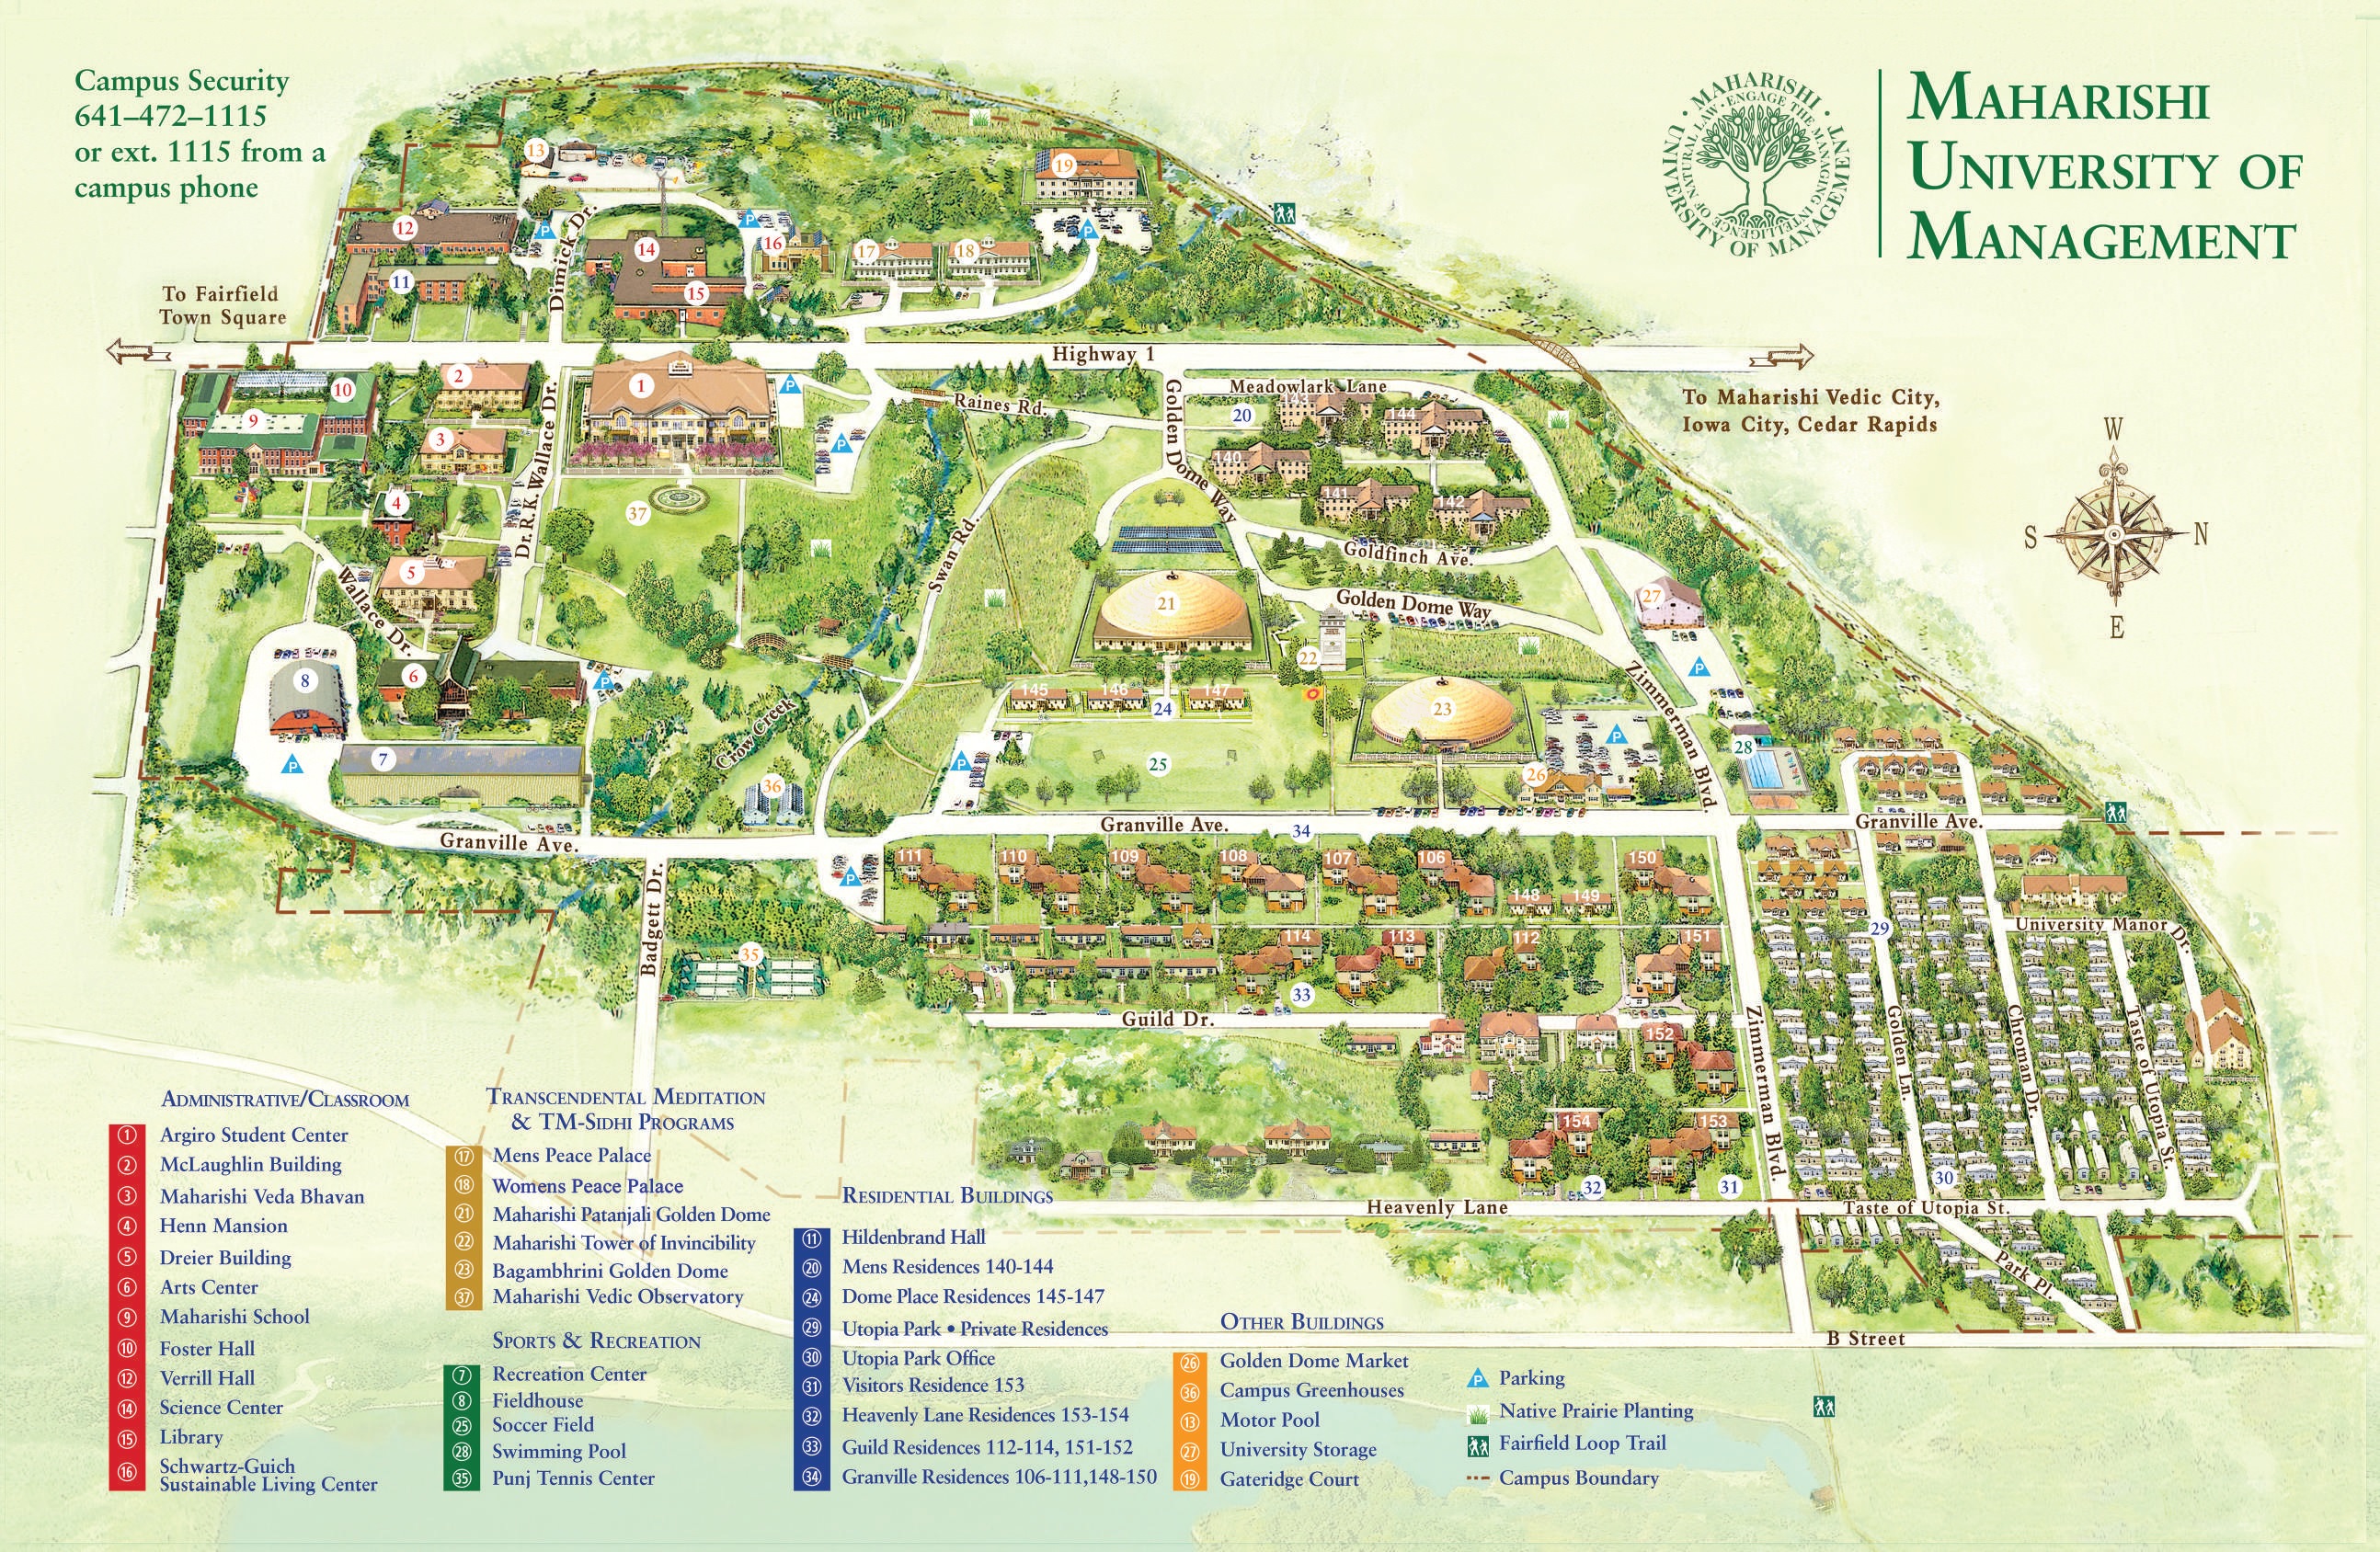 Campus Security
641–472–1115
or ext. 1115 from a
campus phone
MAHARISHI UNIVERSITY OF MANAGEMENT
ENGAGE THE MANAGING INTELLIGENCE OF NATURAL LAW
MAHARISHI
UNIVERSITY OF
MANAGEMENT
13
19
12
Dimick Dr.
P
P
P
14
16
17
18
11
15
To Fairfield
Town Square
Highway 1
To Maharishi Vedic City,
Iowa City, Cedar Rapids
W
S
N
E
2
1
10
9
3
4
5
Dr.R.K.Wallace Dr.
P
P
Raines Rd.
Golden Dome Way
Meadowlark Lane
20
143
144
140
141
142
37
Swan Rd.
Goldfinch Ave.
Wallace Dr.
21
Golden Dome Way
27
22
P
6
P
8
145
146
147
24
23
Zimmerman Blvd.
P
28
7
P
Crow Creek
36
P
25
26
Granville Ave.
Granville Ave.
34
Granville Ave.
P
111
110
109
108
107
106
150
148
149
Badgett Dr.
29
University Manor Dr.
35
114
113
112
151
33
Guild Dr.
152
Zimmerman Blvd.
Golden Ln.
Chroman Dr.
Taste of Utopia St.
154
153
32
31
30
Heavenly Lane
Taste of Utopia St.
Park Pl.
B Street
ADMINISTRATIVE/CLASSROOM
1 Argiro Student Center
2 McLaughlin Building
3 Maharishi Veda Bhavan
4 Henn Mansion
5 Dreier Building
6 Arts Center
9 Maharishi School
10 Foster Hall
12 Verrill Hall
14 Science Center
15 Library
16 Schwartz-Guich
Sustainable Living Center
TRANSCENDENTAL MEDITATION
& TM-SIDHI PROGRAMS
17 Mens Peace Palace
18 Womens Peace Palace
21 Maharishi Patanjali Golden Dome
22 Maharishi Tower of Invincibility
23 Bagambhrini Golden Dome
37 Maharishi Vedic Observatory
SPORTS & RECREATION
7 Recreation Center
8 Fieldhouse
25 Soccer Field
28 Swimming Pool
35 Punj Tennis Center
RESIDENTIAL BUILDINGS
11 Hildenbrand Hall
20 Mens Residences 140-144
24 Dome Place Residences 145-147
29 Utopia Park • Private Residences
30 Utopia Park Office
31 Visitors Residence 153
32 Heavenly Lane Residences 153-154
33 Guild Residences 112-114, 151-152
34 Granville Residences 106-111,148-150
OTHER BUILDINGS
26 Golden Dome Market
36 Campus Greenhouses
13 Motor Pool
27 University Storage
19 Gateridge Court
P Parking
Native Prairie Planting
Fairfield Loop Trail
Campus Boundary